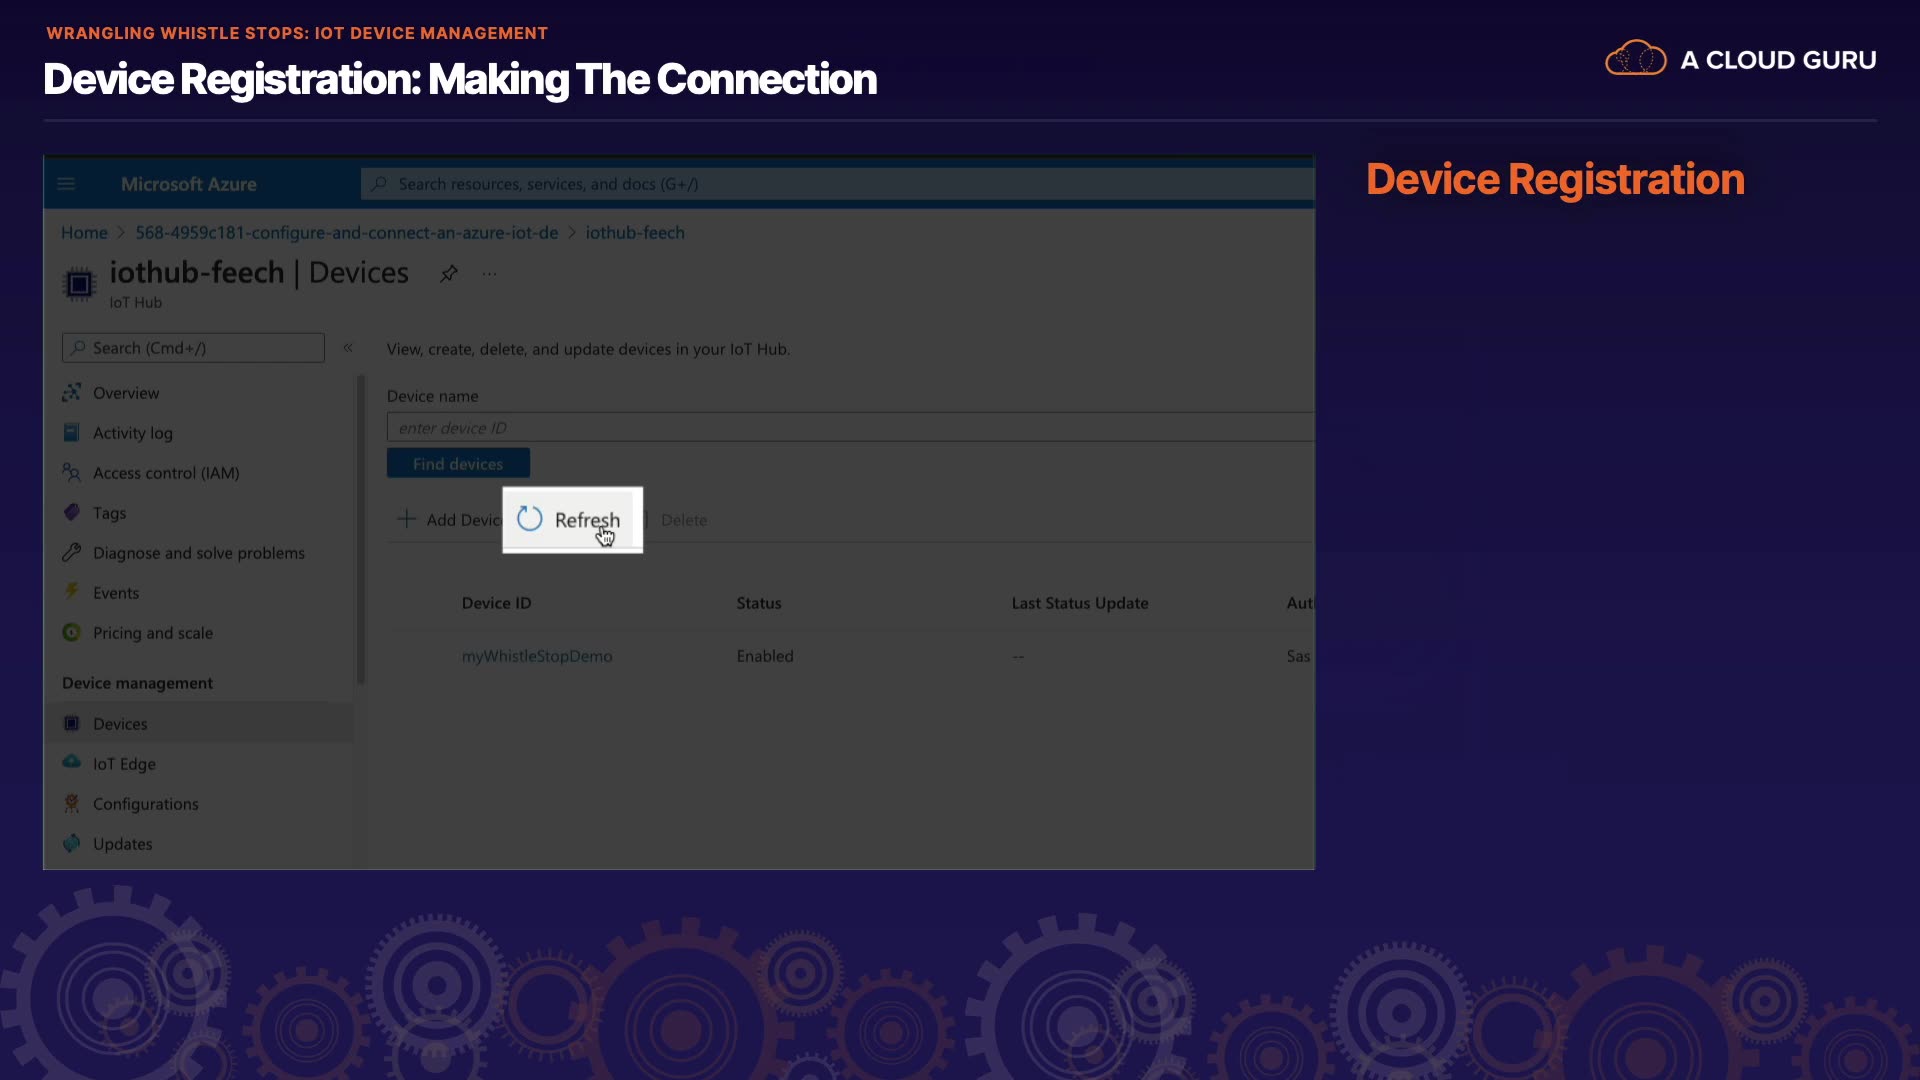 WRANGLING WHISTLE STOPS: IOT DEVICE MANAGEMENT
Device Registration: Making The Connection
A CLOUD GURU
Microsoft Azure
Search resources, services, and docs (G+/)
Device Registration
Home > 568-4959c181-configure-and-connect-an-azure-iot-de > iothub-feech
iothub-feech | Devices
IoT Hub
Search (Cmd+/)
View, create, delete, and update devices in your IoT Hub.
Overview
Activity log
Access control (IAM)
Tags
Diagnose and solve problems
Events
Pricing and scale
Device management
Devices
IoT Edge
Configurations
Updates
Device name
enter device ID
Find devices
Add Devic Refresh Delete
Device ID Status Last Status Update Aut
myWhistleStopDemo Enabled -- Sas